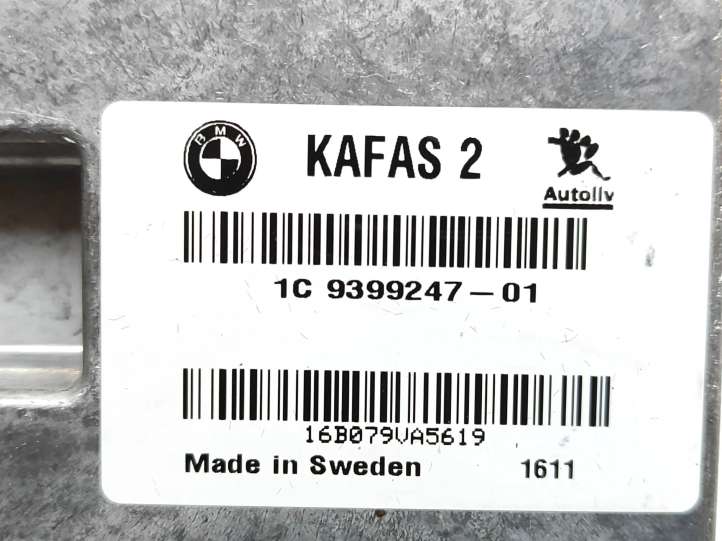 BMW KAFAS 2
Autoliv
1C 9399247-01
16B079VA5619
Made in Sweden 1611